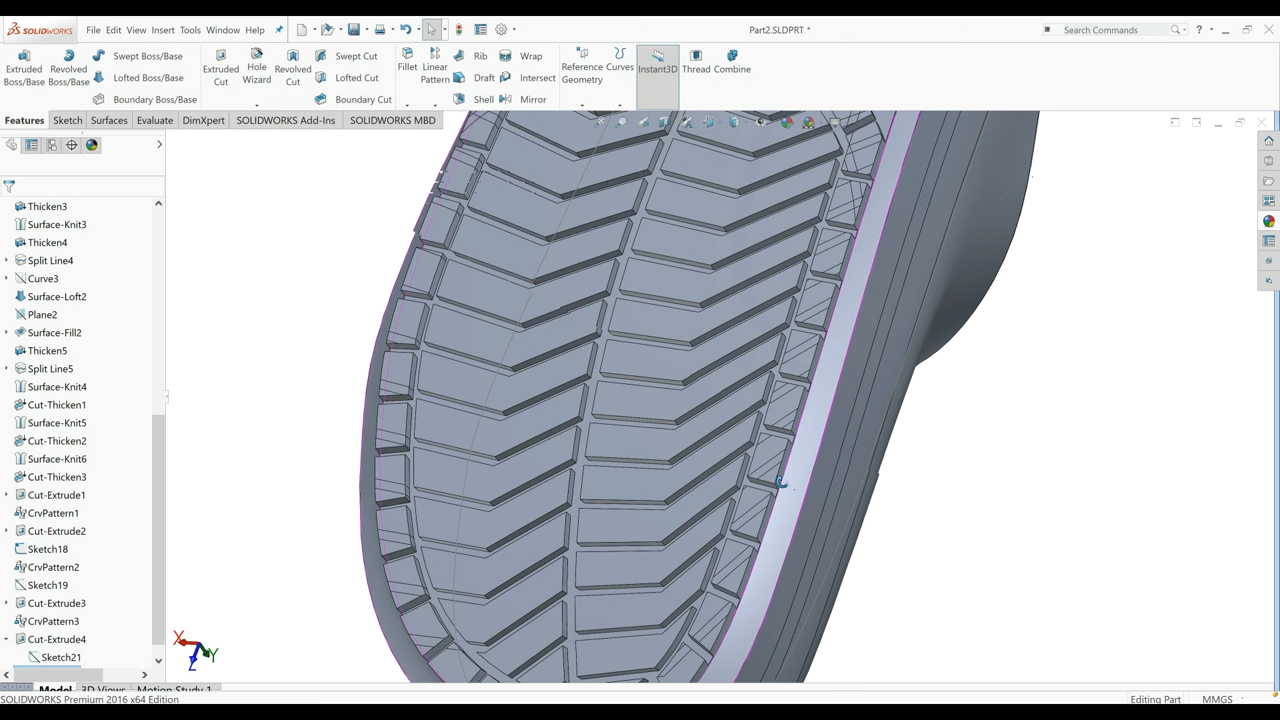 SOLIDWORKS File Edit View Insert Tools Window Help Part2.SLDPRT * Search Commands
Extruded Boss/Base Revolved Boss/Base Swept Boss/Base Lofted Boss/Base Boundary Boss/Base Extruded Cut Hole Wizard Revolved Cut Swept Cut Lofted Cut Boundary Cut Fillet Linear Pattern Rib Draft Shell Wrap Intersect Mirror Reference Geometry Curves Instant3D Thread Combine
Features Sketch Surfaces Evaluate DimXpert SOLIDWORKS Add-Ins SOLIDWORKS MBD
Thicken3
Surface-Knit3
Thicken4
Split Line4
Curve3
Surface-Loft2
Plane2
Surface-Fill2
Thicken5
Split Line5
Surface-Knit4
Cut-Thicken1
Surface-Knit5
Cut-Thicken2
Surface-Knit6
Cut-Thicken3
Cut-Extrude1
CrvPattern1
Cut-Extrude2
Sketch18
CrvPattern2
Sketch19
Cut-Extrude3
CrvPattern3
Cut-Extrude4
Sketch21
X Y Z
Model 3D Views Motion Study 1
SOLIDWORKS Premium 2016 x64 Edition Editing Part MMGS